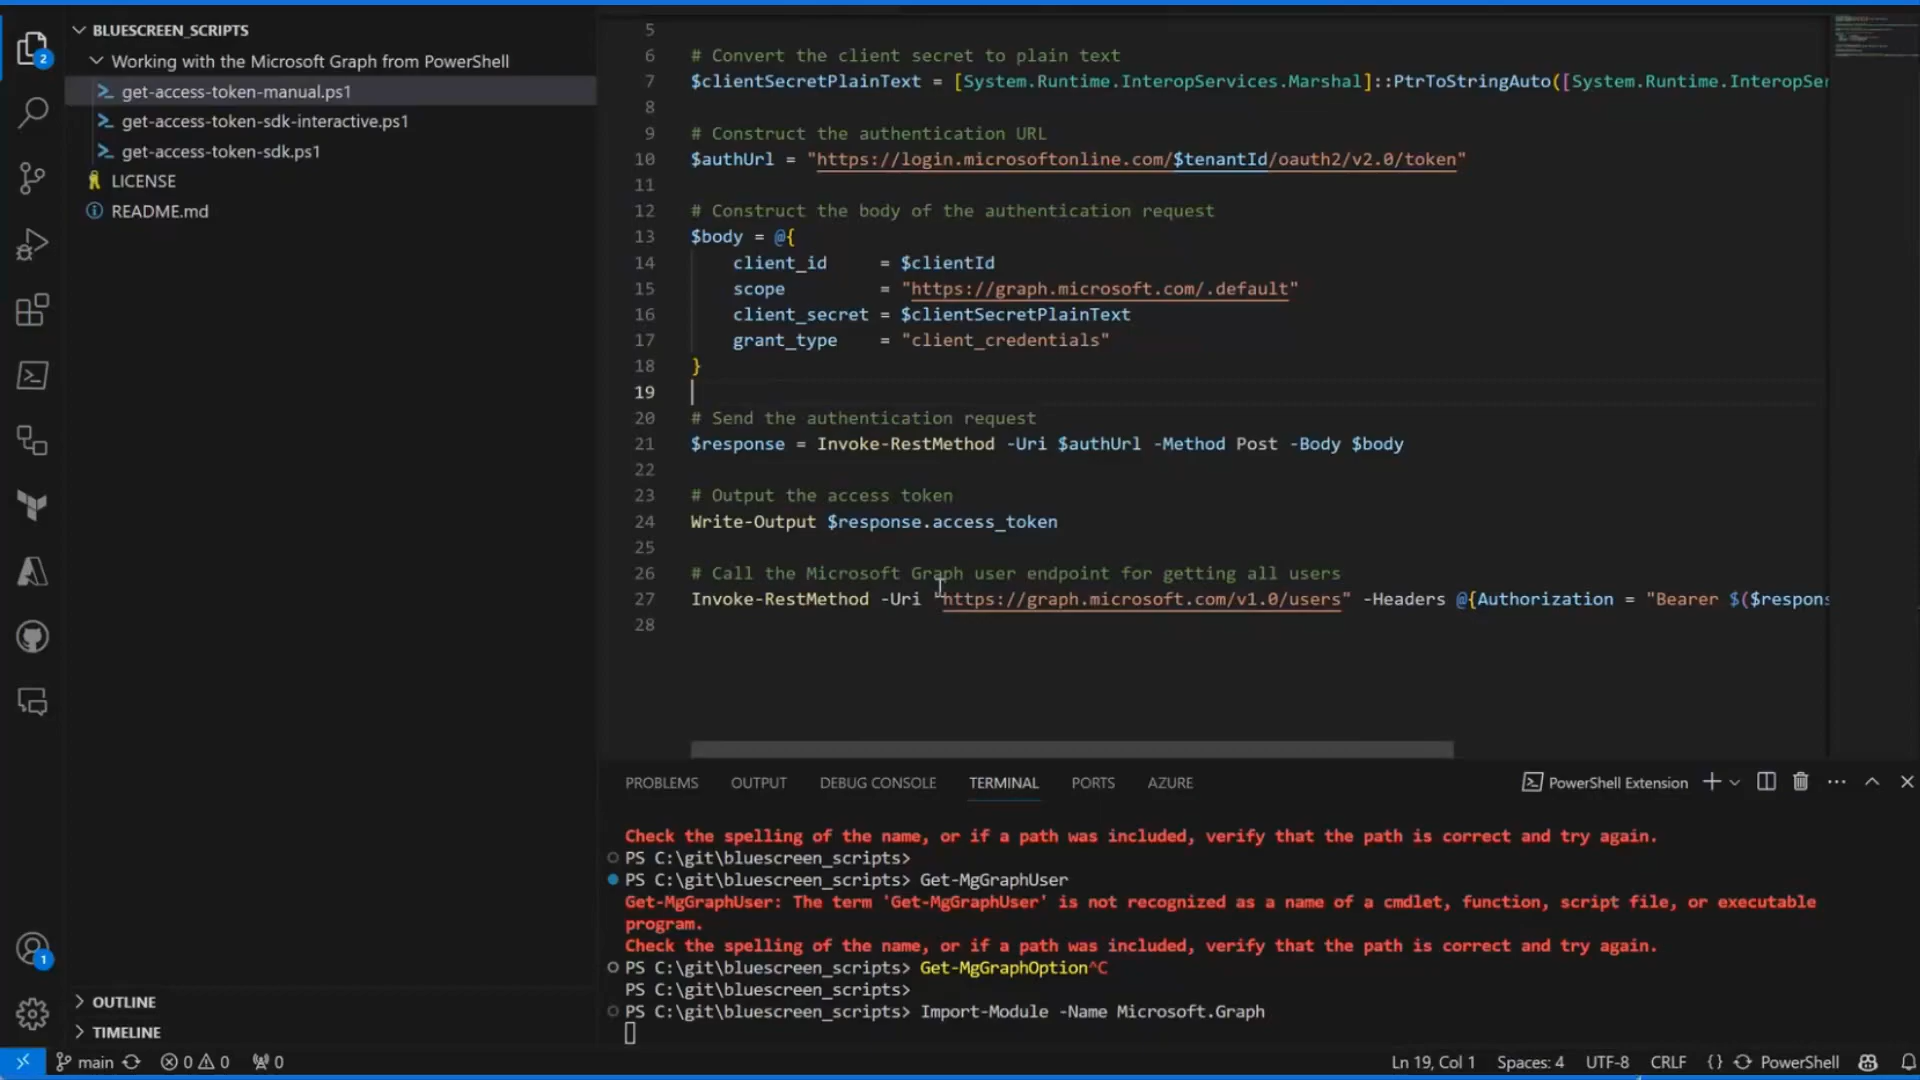 BLUESCREEN_SCRIPTS
Working with the Microsoft Graph from PowerShell
get-access-token-manual.ps1
get-access-token-sdk-interactive.ps1
get-access-token-sdk.ps1
LICENSE
README.md
2
1
OUTLINE
TIMELINE
5
6 # Convert the client secret to plain text
7 $clientSecretPlainText = [System.Runtime.InteropServices.Marshal]::PtrToStringAuto([System.Runtime.InteropSer
8
9 # Construct the authentication URL
10 $authUrl = "https://login.microsoftonline.com/$tenantId/oauth2/v2.0/token"
11
12 # Construct the body of the authentication request
13 $body = @{
14 client_id = $clientId
15 scope = "https://graph.microsoft.com/.default"
16 client_secret = $clientSecretPlainText
17 grant_type = "client_credentials"
18 }
19
20 # Send the authentication request
21 $response = Invoke-RestMethod -Uri $authUrl -Method Post -Body $body
22
23 # Output the access token
24 Write-Output $response.access_token
25
26 # Call the Microsoft Graph user endpoint for getting all users
27 Invoke-RestMethod -Uri "https://graph.microsoft.com/v1.0/users" -Headers @{Authorization = "Bearer $($respons
28
PROBLEMS OUTPUT DEBUG CONSOLE TERMINAL PORTS AZURE PowerShell Extension
Check the spelling of the name, or if a path was included, verify that the path is correct and try again.
PS C:\git\bluescreen_scripts>
PS C:\git\bluescreen_scripts> Get-MgGraphUser
Get-MgGraphUser: The term 'Get-MgGraphUser' is not recognized as a name of a cmdlet, function, script file, or executable
program.
Check the spelling of the name, or if a path was included, verify that the path is correct and try again.
PS C:\git\bluescreen_scripts> Get-MgGraphOption^C
PS C:\git\bluescreen_scripts>
PS C:\git\bluescreen_scripts> Import-Module -Name Microsoft.Graph
main 0 0 0 Ln 19, Col 1 Spaces: 4 UTF-8 CRLF {} PowerShell